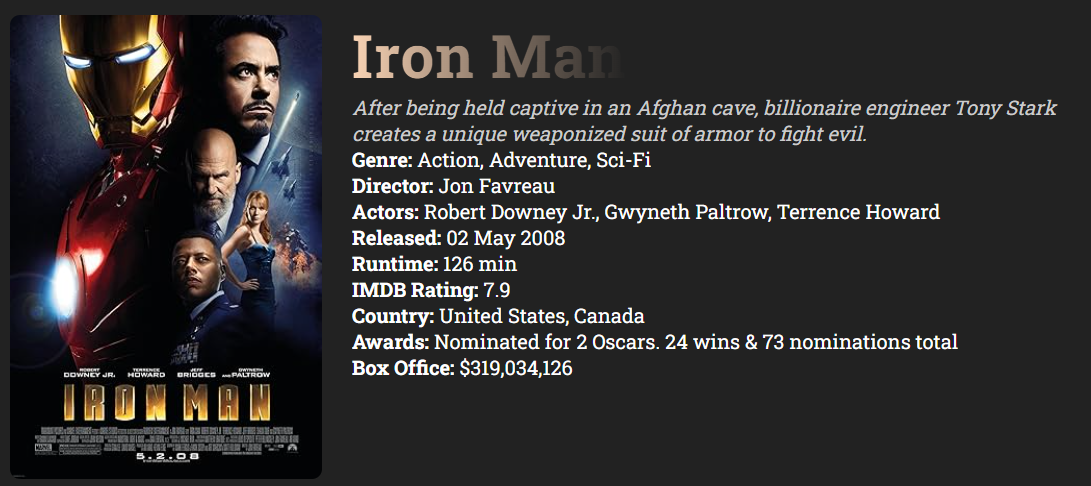 Iron Man
After being held captive in an Afghan cave, billionaire engineer Tony Stark
creates a unique weaponized suit of armor to fight evil.
Genre: Action, Adventure, Sci-Fi
Director: Jon Favreau
Actors: Robert Downey Jr., Gwyneth Paltrow, Terrence Howard
Released: 02 May 2008
Runtime: 126 min
IMDB Rating: 7.9
Country: United States, Canada
Awards: Nominated for 2 Oscars. 24 wins & 73 nominations total
Box Office: $319,034,126
ROBERT DOWNEY JR. TERRENCE HOWARD JEFF BRIDGES AND GWYNETH PALTROW
IRON MAN
MARVEL
5.2.08